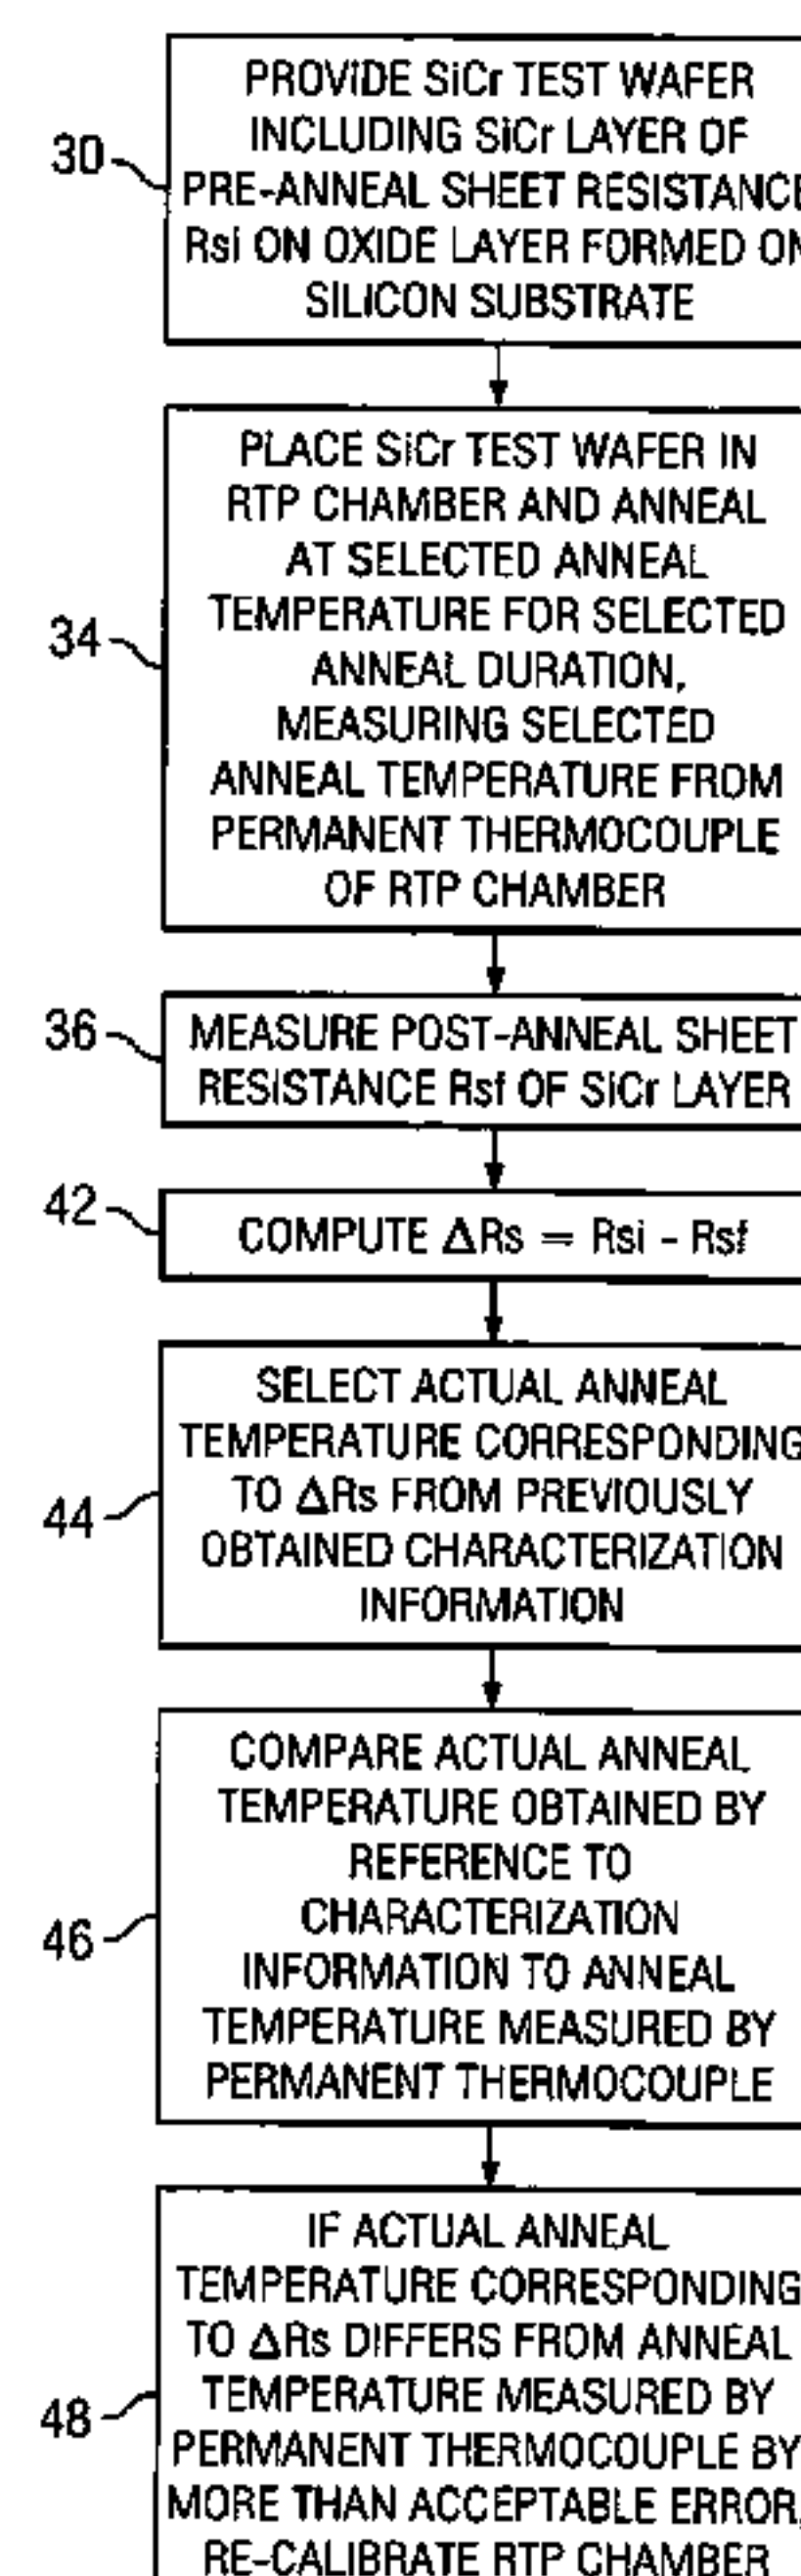 30
PROVIDE SiCr TEST WAFER
INCLUDING SiCr LAYER OF
PRE-ANNEAL SHEET RESISTANCE
Rsi ON OXIDE LAYER FORMED ON
SILICON SUBSTRATE
34
PLACE SiCr TEST WAFER IN
RTP CHAMBER AND ANNEAL
AT SELECTED ANNEAL
TEMPERATURE FOR SELECTED
ANNEAL DURATION,
MEASURING SELECTED
ANNEAL TEMPERATURE FROM
PERMANENT THERMOCOUPLE
OF RTP CHAMBER
36
MEASURE POST-ANNEAL SHEET
RESISTANCE Rsf OF SiCr LAYER
42
COMPUTE ΔRs = Rsi - Rsf
44
SELECT ACTUAL ANNEAL
TEMPERATURE CORRESPONDING
TO ΔRs FROM PREVIOUSLY
OBTAINED CHARACTERIZATION
INFORMATION
46
COMPARE ACTUAL ANNEAL
TEMPERATURE OBTAINED BY
REFERENCE TO
CHARACTERIZATION
INFORMATION TO ANNEAL
TEMPERATURE MEASURED BY
PERMANENT THERMOCOUPLE
48
IF ACTUAL ANNEAL
TEMPERATURE CORRESPONDING
TO ΔRs DIFFERS FROM ANNEAL
TEMPERATURE MEASURED BY
PERMANENT THERMOCOUPLE BY
MORE THAN ACCEPTABLE ERROR,
RE-CALIBRATE RTP CHAMBER